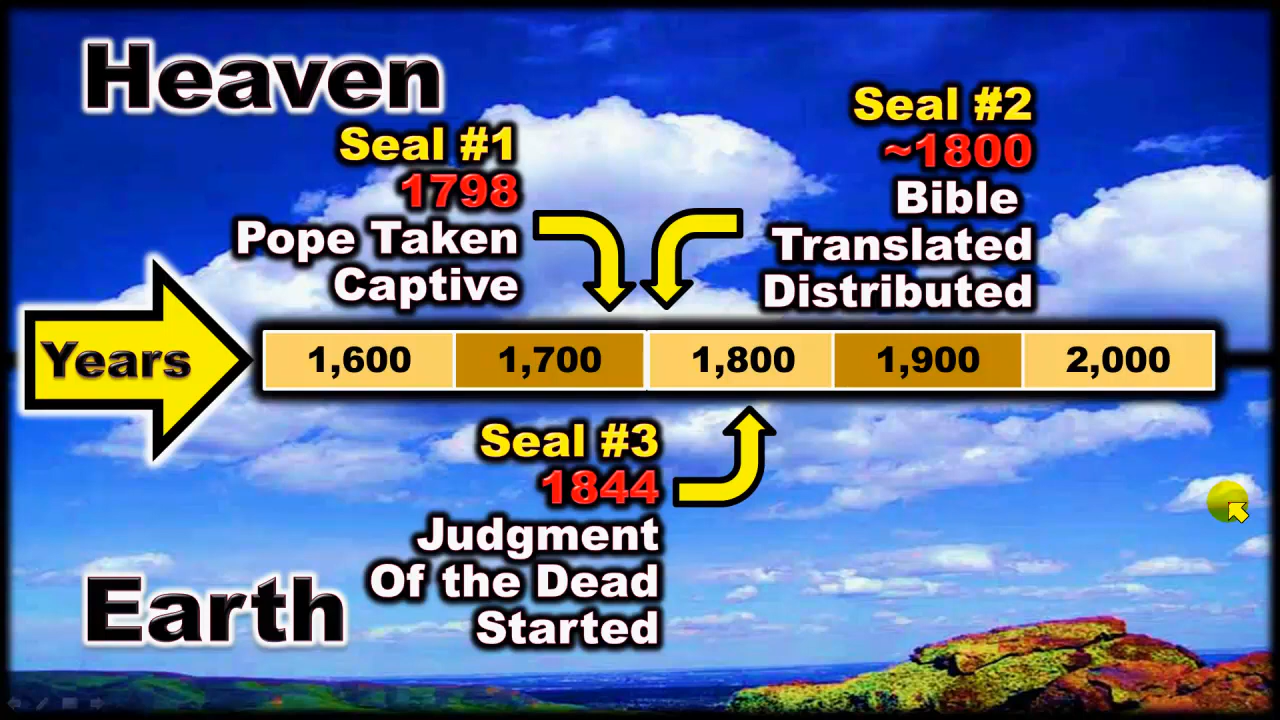 Heaven
Seal #1
1798
Pope Taken
Captive
Seal #2
~1800
Bible
Translated
Distributed
Years
1,600 1,700 1,800 1,900 2,000
Seal #3
1844
Judgment
Of the Dead
Started
Earth